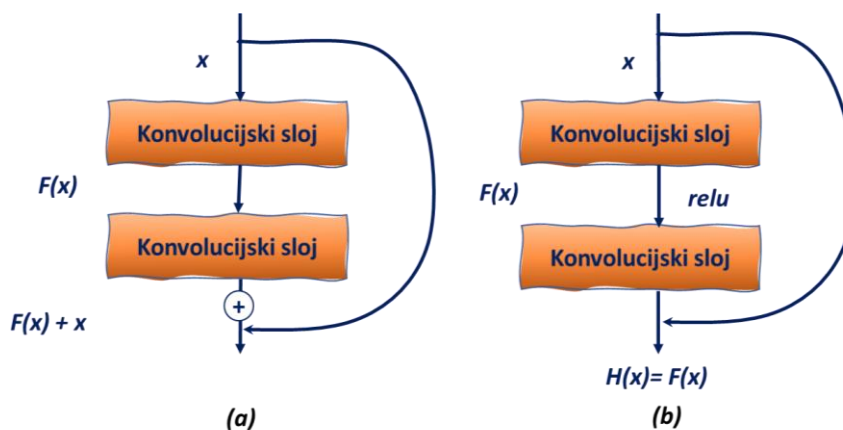 x
Konvolucijski sloj
F(x)
Konvolucijski sloj
+
F(x) + x
(a)
x
Konvolucijski sloj
F(x)
relu
Konvolucijski sloj
H(x)= F(x)
(b)